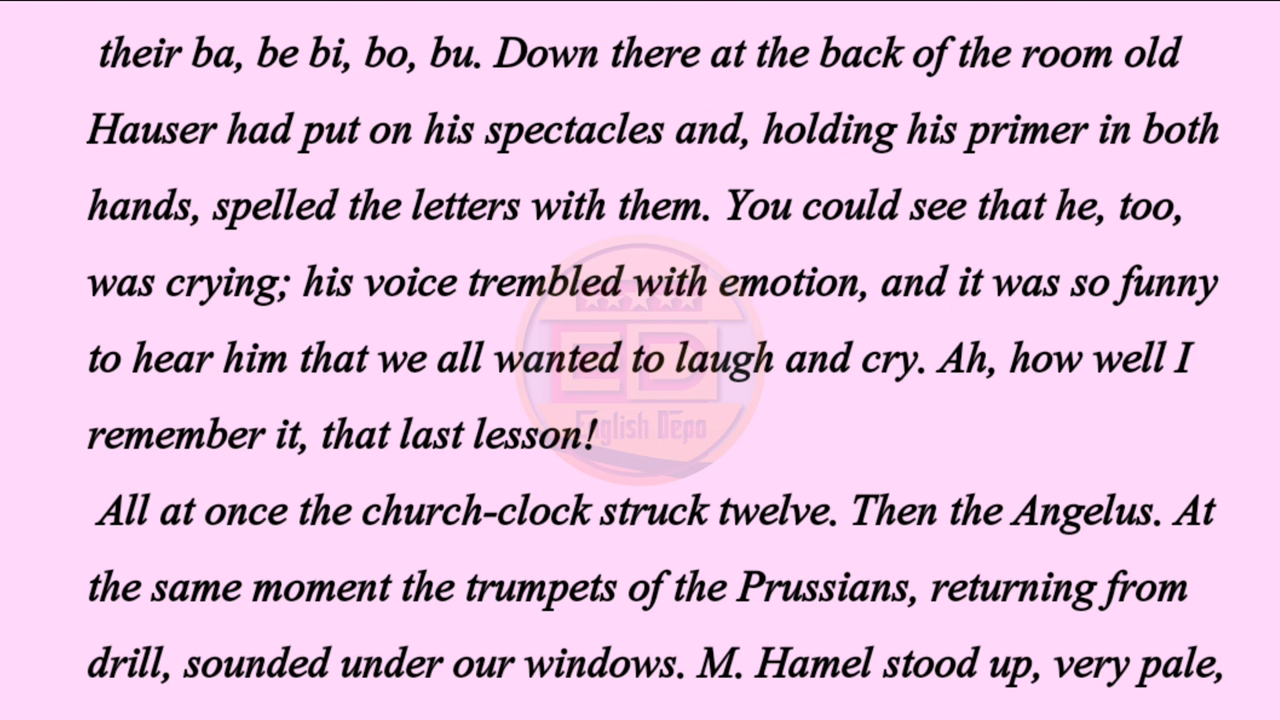 their ba, be bi, bo, bu. Down there at the back of the room old
Hauser had put on his spectacles and, holding his primer in both
hands, spelled the letters with them. You could see that he, too,
was crying; his voice trembled with emotion, and it was so funny
to hear him that we all wanted to laugh and cry. Ah, how well I
remember it, that last lesson!
ED
English Depo
All at once the church-clock struck twelve. Then the Angelus. At
the same moment the trumpets of the Prussians, returning from
drill, sounded under our windows. M. Hamel stood up, very pale,